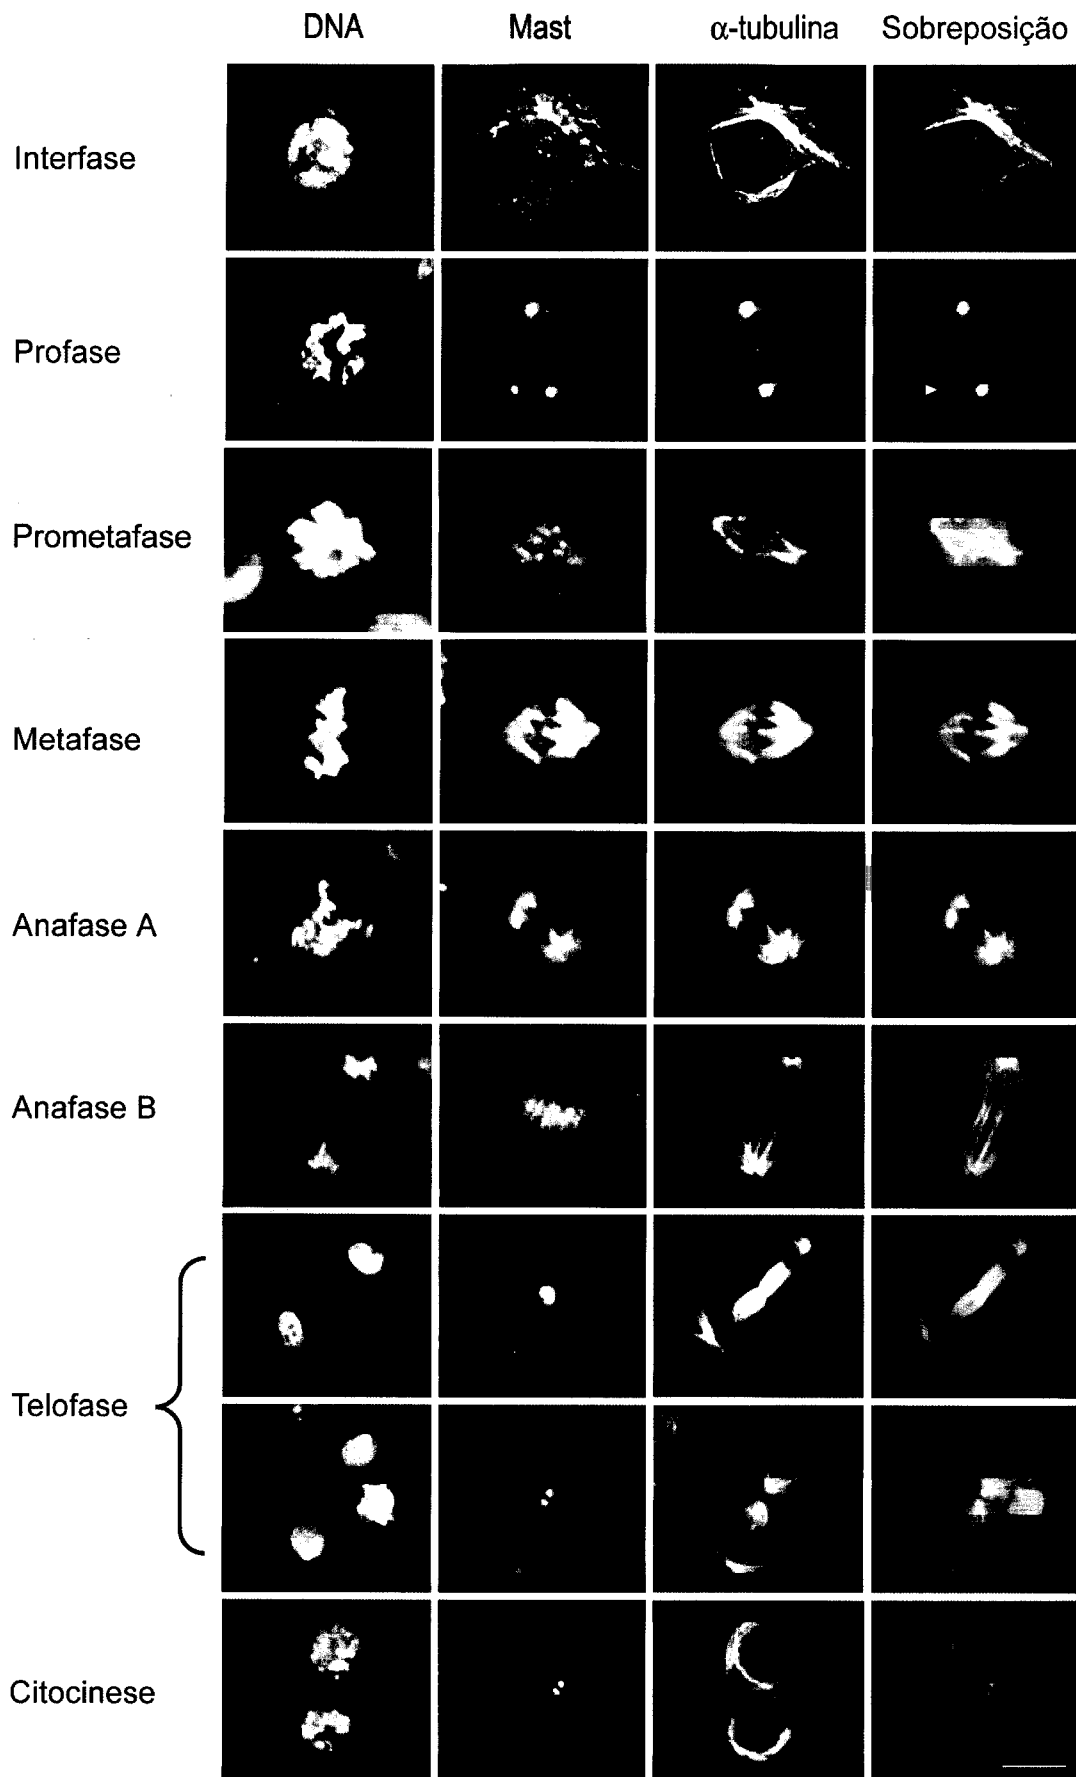 DNA Mast α-tubulina Sobreposição
Interfase
Profase
Prometafase
Metafase
Anafase A
Anafase B
Telofase
Citocinese